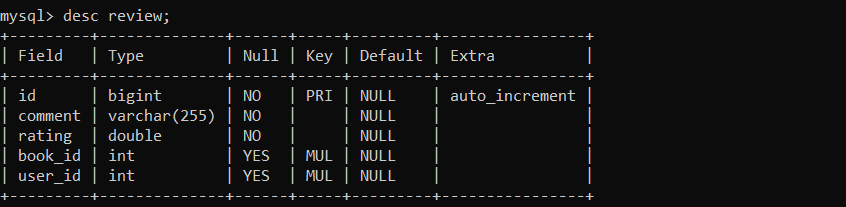 mysql> desc review;
+---------+--------------+------+-----+---------+----------------+
| Field   | Type         | Null | Key | Default | Extra          |
+---------+--------------+------+-----+---------+----------------+
| id      | bigint       | NO   | PRI | NULL    | auto_increment |
| comment | varchar(255) | NO   |     | NULL    |                |
| rating  | double       | NO   |     | NULL    |                |
| book_id | int          | YES  | MUL | NULL    |                |
| user_id | int          | YES  | MUL | NULL    |                |
+---------+--------------+------+-----+---------+----------------+